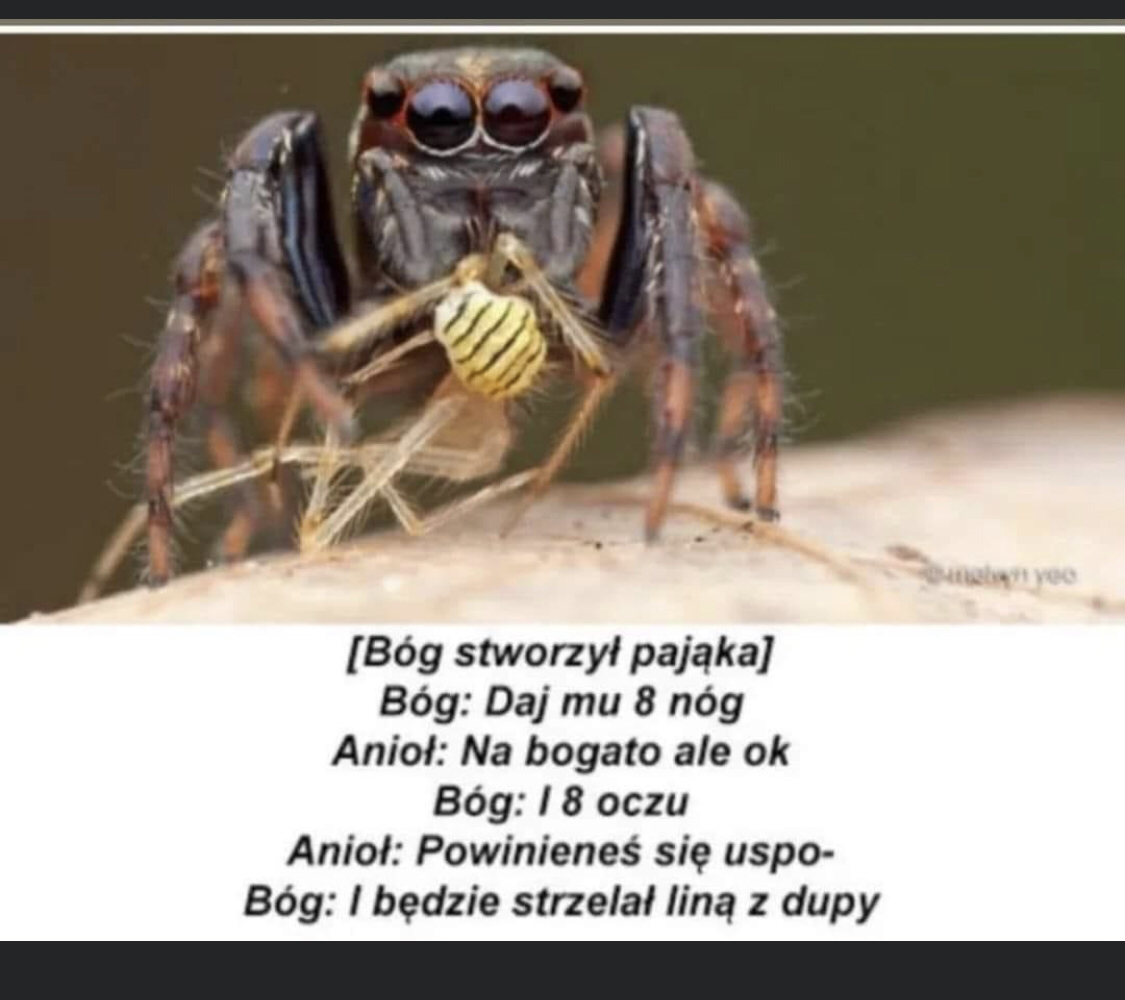 [Bóg stworzył pająka]
Bóg: Daj mu 8 nóg
Anioł: Na bogato ale ok
Bóg: I 8 oczu
Anioł: Powinieneś się uspo-
Bóg: I będzie strzelał liną z dupy